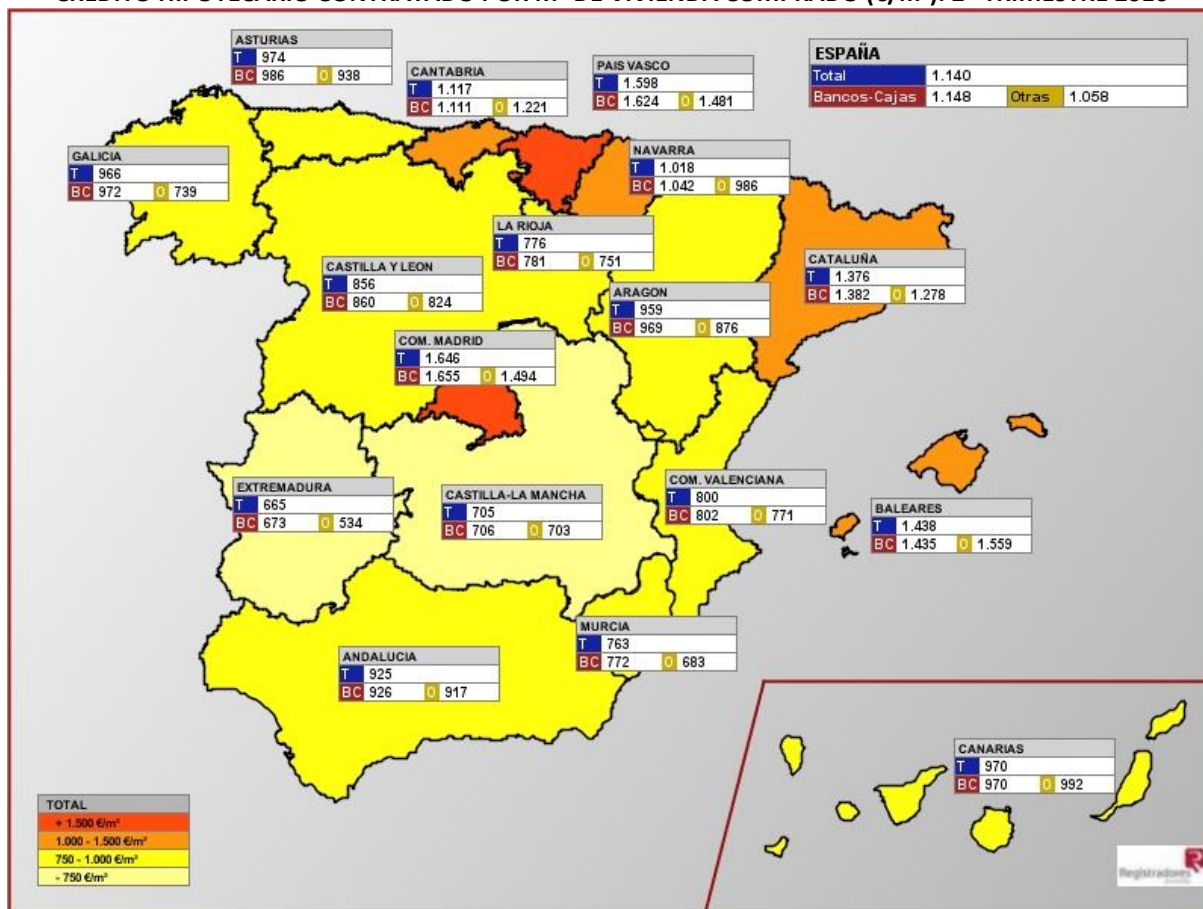 ASTURIAS
T 974
BC 986 O 938
CANTABRIA
T 1.117
BC 1.111 O 1.221
PAIS VASCO
T 1.598
BC 1.624 O 1.481
ESPAÑA
Total 1.140
Bancos-Cajas 1.148 Otras 1.058
GALICIA
T 966
BC 972 O 739
NAVARRA
T 1.018
BC 1.042 O 986
LA RIOJA
T 776
BC 781 O 751
CASTILLA Y LEON
T 856
BC 860 O 824
CATALUÑA
T 1.376
BC 1.382 O 1.278
ARAGON
T 959
BC 969 O 876
COM. MADRID
T 1.646
BC 1.655 O 1.494
EXTREMADURA
T 665
BC 673 O 534
CASTILLA-LA MANCHA
T 705
BC 706 O 703
COM. VALENCIANA
T 800
BC 802 O 771
BALEARES
T 1.438
BC 1.435 O 1.559
MURCIA
T 763
BC 772 O 683
ANDALUCIA
T 925
BC 926 O 917
CANARIAS
T 970
BC 970 O 992
TOTAL
+ 1.500 €/m²
1.000 - 1.500 €/m²
750 - 1.000 €/m²
- 750 €/m²
Registradores